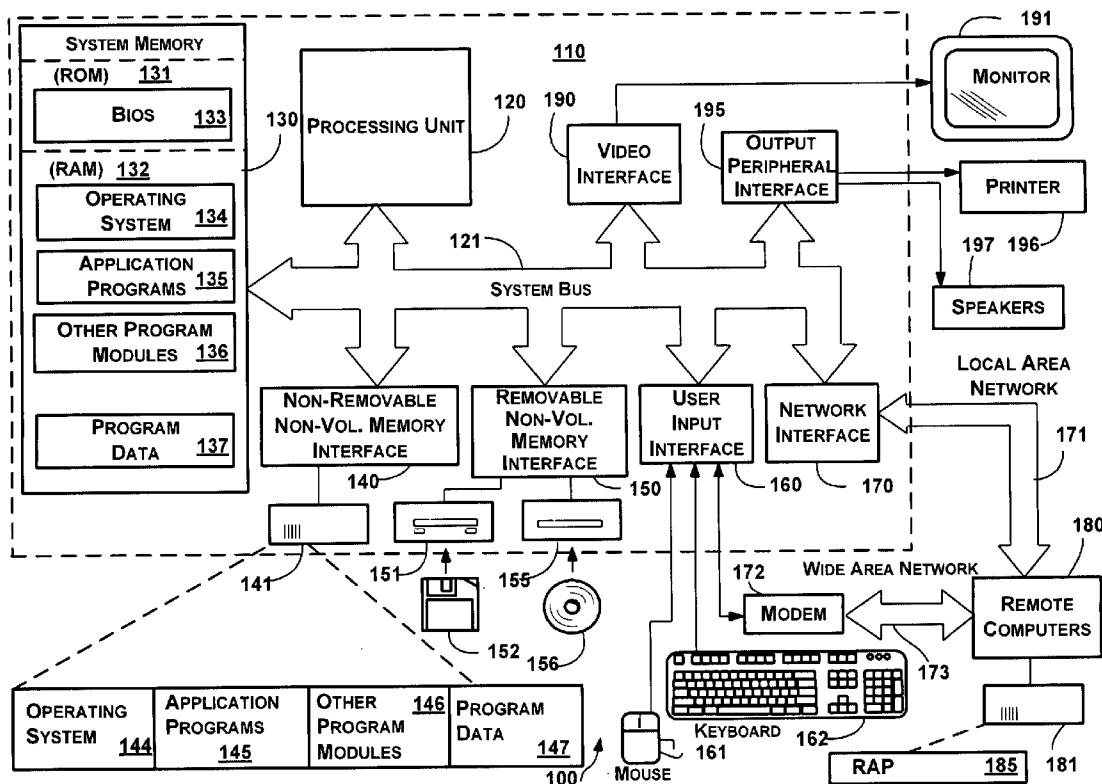 SYSTEM MEMORY
(ROM) 131
BIOS 133
(RAM) 132
OPERATING
SYSTEM 134
APPLICATION
PROGRAMS 135
OTHER PROGRAM
MODULES 136
PROGRAM
DATA 137
130
PROCESSING UNIT
120
110
190
VIDEO
INTERFACE
195
OUTPUT
PERIPHERAL
INTERFACE
191
MONITOR
PRINTER
196
197
SPEAKERS
121
SYSTEM BUS
NON-REMOVABLE
NON-VOL. MEMORY
INTERFACE
140
REMOVABLE
NON-VOL.
MEMORY
INTERFACE
150
USER
INPUT
INTERFACE
160
NETWORK
INTERFACE
170
LOCAL AREA
NETWORK
171
141
151
152
155
156
172
MODEM
WIDE AREA NETWORK
173
180
REMOTE
COMPUTERS
OPERATING
SYSTEM 144
APPLICATION
PROGRAMS
145
OTHER
PROGRAM
MODULES
146
PROGRAM
DATA
147
100
MOUSE
KEYBOARD
161
162
181
RAP 185